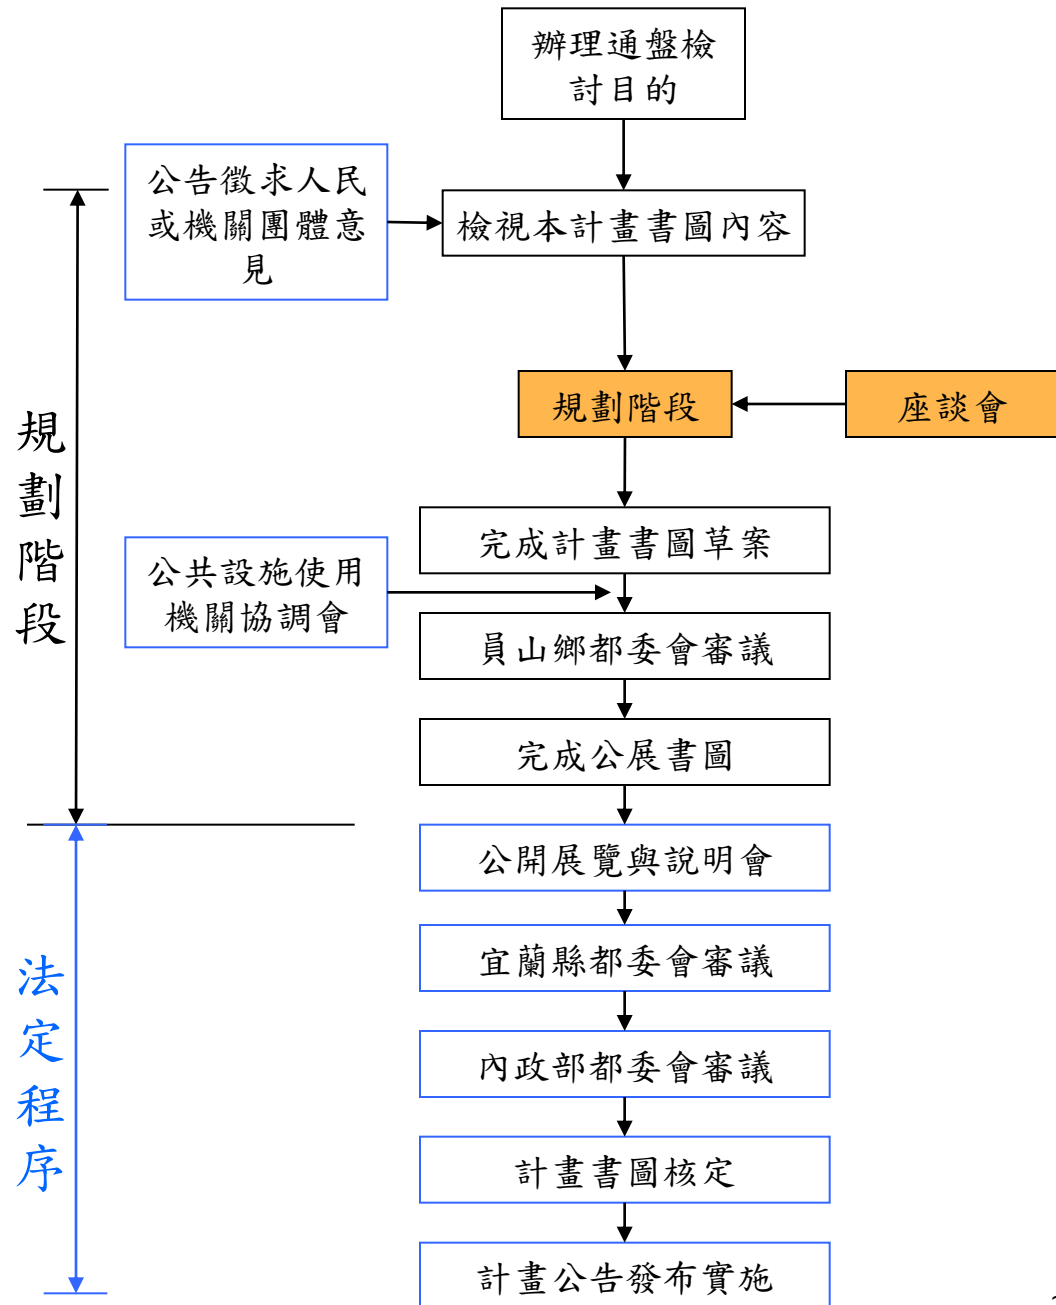 辦理通盤檢
討目的
公告徵求人民
或機關團體意
見
檢視本計畫書圖內容
規劃階段
座談會
規劃階段
完成計畫書圖草案
公共設施使用
機關協調會
員山鄉都委會審議
完成公展書圖
公開展覽與說明會
宜蘭縣都委會審議
法定程序
內政部都委會審議
計畫書圖核定
計畫公告發布實施